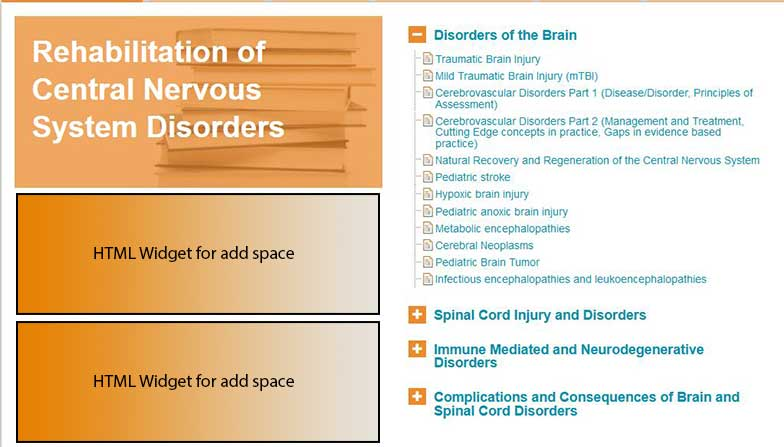 Rehabilitation of
Central Nervous
System Disorders
HTML Widget for add space
HTML Widget for add space
Disorders of the Brain
Traumatic Brain Injury
Mild Traumatic Brain Injury (mTBI)
Cerebrovascular Disorders Part 1 (Disease/Disorder, Principles of
Assessment)
Cerebrovascular Disorders Part 2 (Management and Treatment,
Cutting Edge concepts in practice, Gaps in evidence based
practice)
Natural Recovery and Regeneration of the Central Nervous System
Pediatric stroke
Hypoxic brain injury
Pediatric anoxic brain injury
Metabolic encephalopathies
Cerebral Neoplasms
Pediatric Brain Tumor
Infectious encephalopathies and leukoencephalopathies
Spinal Cord Injury and Disorders
Immune Mediated and Neurodegenerative
Disorders
Complications and Consequences of Brain and
Spinal Cord Disorders